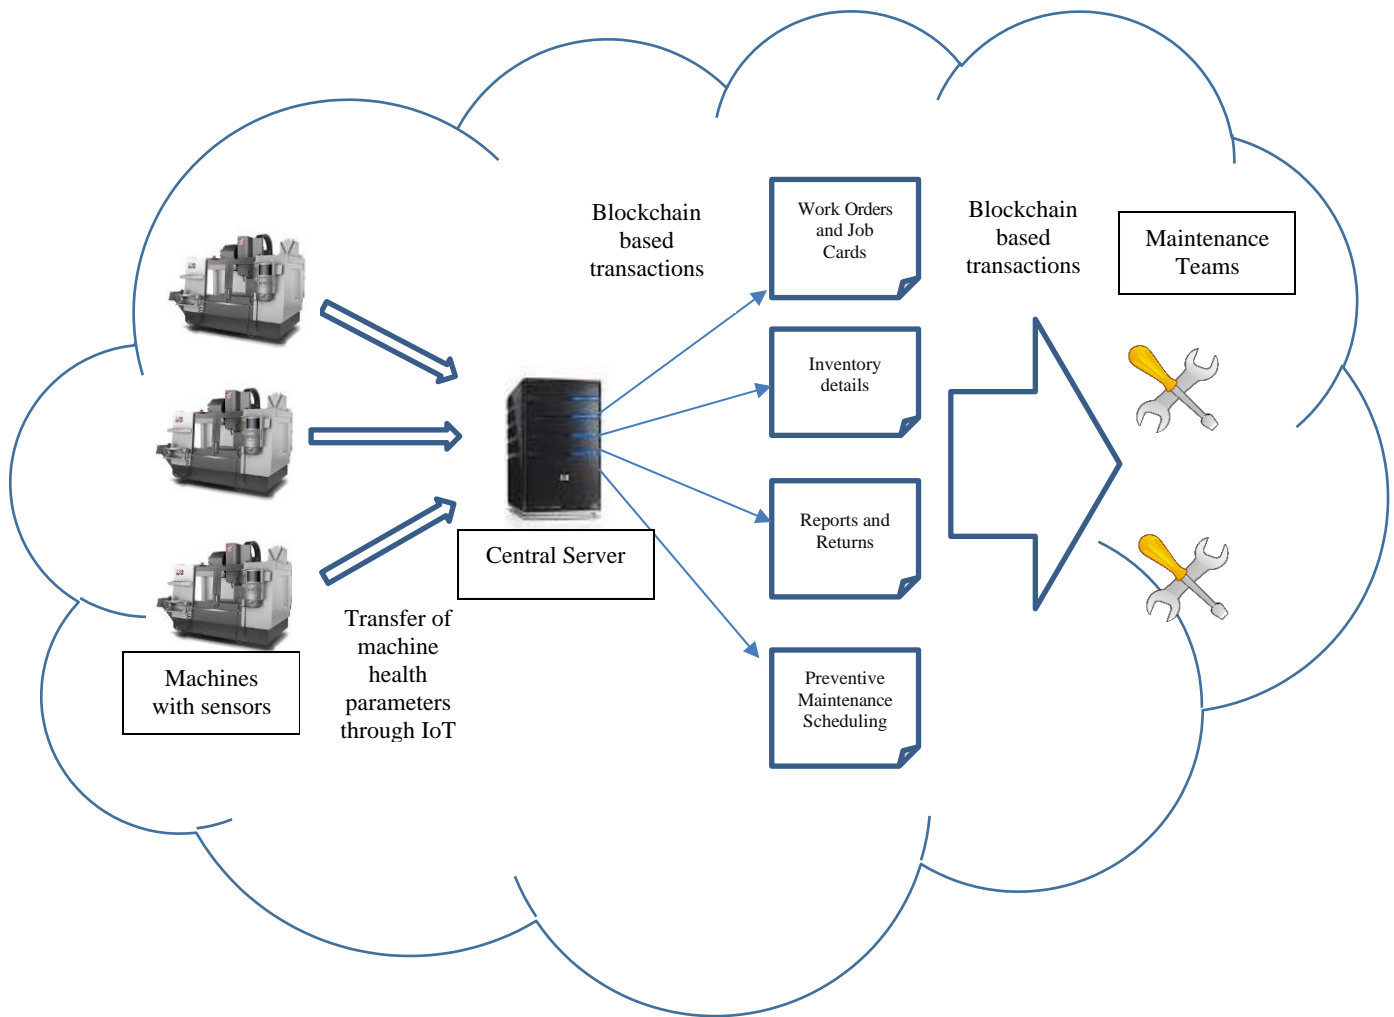 Blockchain
based
transactions
Work Orders
and Job
Cards
Blockchain
based
transactions
Maintenance
Teams
Inventory
details
Central Server
Reports and
Returns
Machines
with sensors
Transfer of
machine
health
parameters
through IoT
Preventive
Maintenance
Scheduling